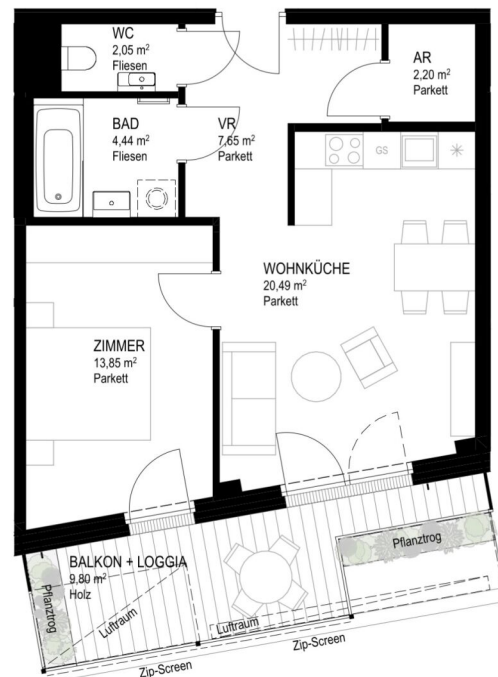 WC
2,05 m²
Fliesen
AR
2,20 m²
Parkett
BAD
4,44 m²
Fliesen
VR
7,65 m²
Parkett
GS
WOHNKÜCHE
20,49 m²
Parkett
ZIMMER
13,85 m²
Parkett
BALKON + LOGGIA
9,80 m²
Holz
Pflanztrog
Pflanztrog
Luftraum
Luftraum
Zip-Screen
Zip-Screen